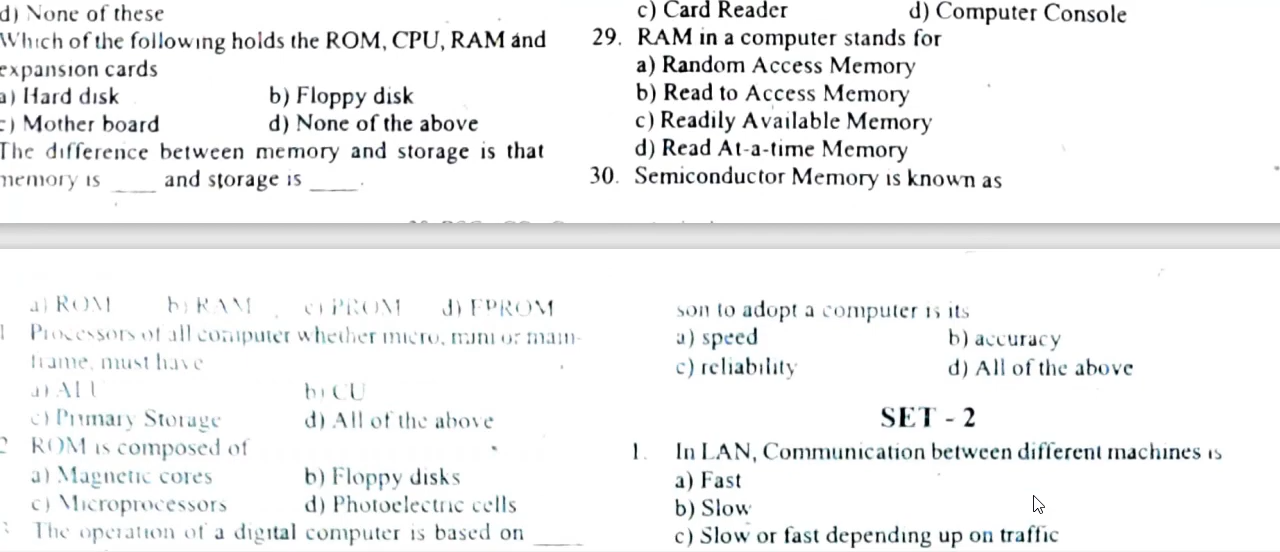 d) None of these
Which of the following holds the ROM, CPU, RAM and
expansion cards
a) Hard disk b) Floppy disk
c) Mother board d) None of the above
The difference between memory and storage is that
memory is ____ and storage is ____.
c) Card Reader d) Computer Console
29. RAM in a computer stands for
a) Random Access Memory
b) Read to Access Memory
c) Readily Available Memory
d) Read At-a-time Memory
30. Semiconductor Memory is known as
a) ROM b) RAM c) PROM d) EPROM
Processors of all computer whether micro, mini or main-
frame, must have
a) ALU b) CU
c) Primary Storage d) All of the above
2 ROM is composed of
a) Magnetic cores b) Floppy disks
c) Microprocessors d) Photoelectric cells
The operation of a digital computer is based on ____
son to adopt a computer is its
a) speed b) accuracy
c) reliability d) All of the above
SET - 2
1. In LAN, Communication between different machines is
a) Fast
b) Slow
c) Slow or fast depending up on traffic